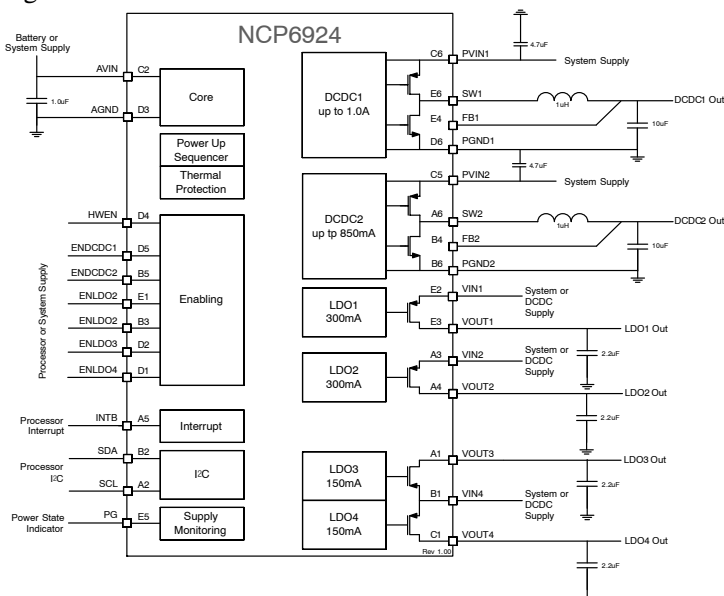 NCP6924
Battery or
System Supply
AVIN
C2
1.0uF
AGND
D3
Core
Power Up
Sequencer
Thermal
Protection
Processor or System Supply
HWEN
D4
ENDCDC1
D5
ENDCDC2
B5
ENLDO2
E1
ENLDO2
B3
ENLDO3
D2
ENLDO4
D1
Enabling
Processor
Interrupt
INTB
A5
Interrupt
Processor
I²C
SDA
B2
SCL
A2
I²C
Power State
Indicator
PG
E5
Supply
Monitoring
DCDC1
up to 1.0A
C6
PVIN1
4.7uF
System Supply
E6
SW1
1uH
DCDC1 Out
E4
FB1
10uF
D6
PGND1
DCDC2
up tp 850mA
C5
PVIN2
4.7uF
System Supply
A6
SW2
1uH
DCDC2 Out
B4
FB2
10uF
B6
PGND2
LDO1
300mA
E2
VIN1
System or
DCDC
Supply
E3
VOUT1
LDO1 Out
2.2uF
LDO2
300mA
A3
VIN2
System or
DCDC
Supply
A4
VOUT2
LDO2 Out
2.2uF
LDO3
150mA
A1
VOUT3
LDO3 Out
2.2uF
B1
VIN4
System or
DCDC
Supply
LDO4
150mA
C1
VOUT4
LDO4 Out
2.2uF
Rev 1.00